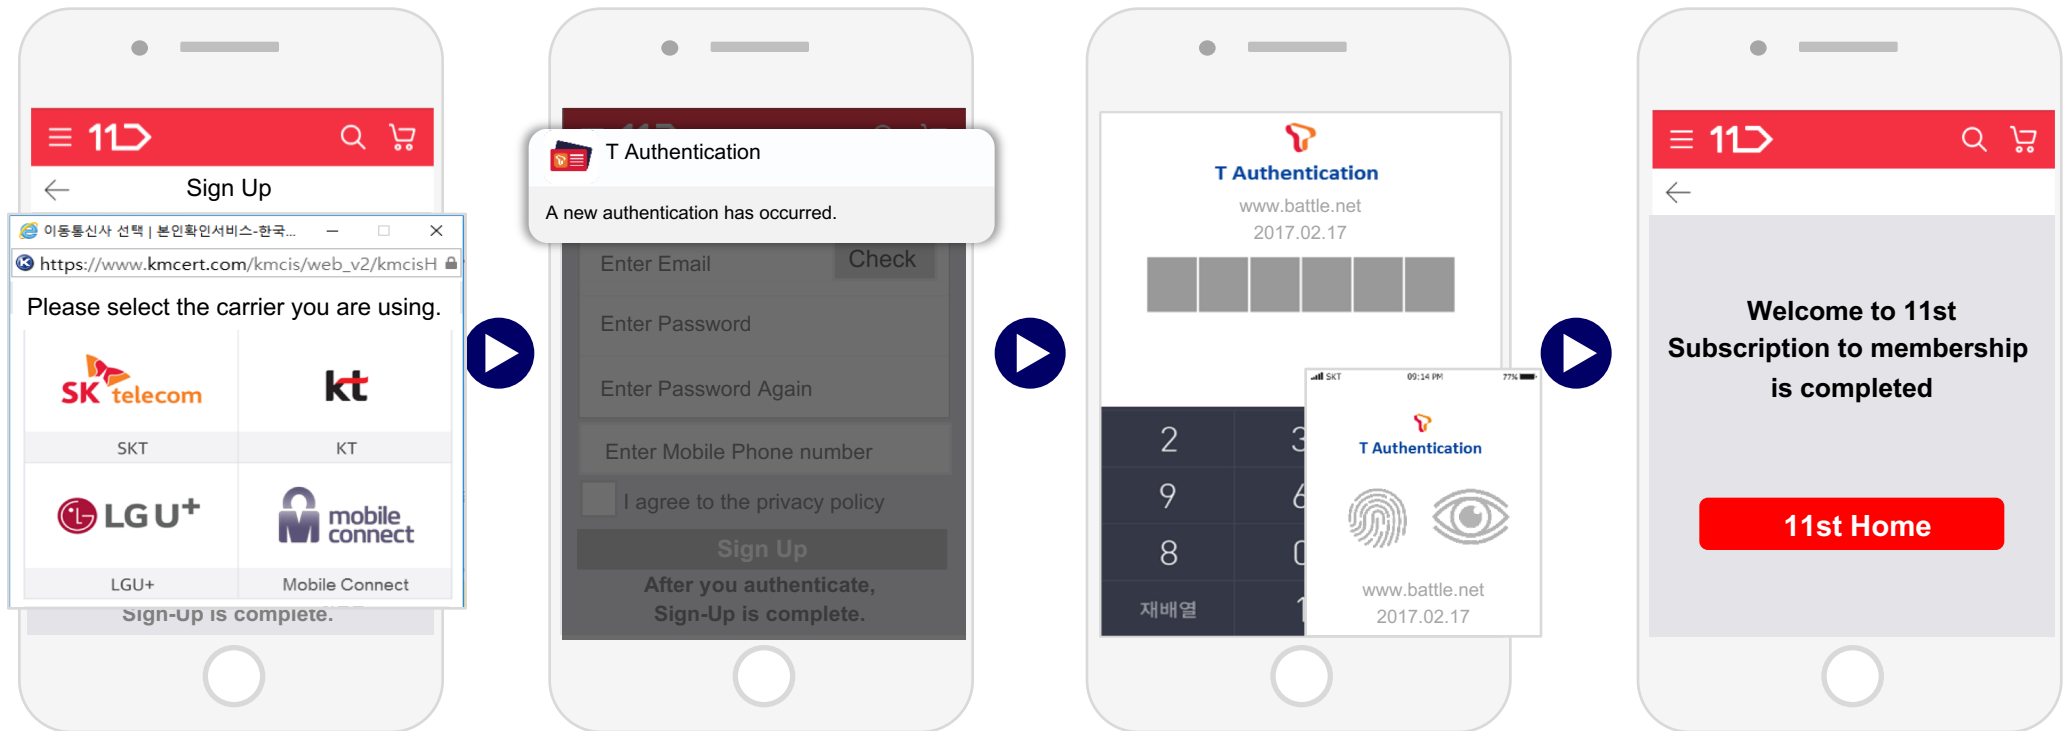 11
Sign Up
이동통신사 선택 | 본인확인서비스-한국...
https://www.kmcert.com/kmcis/web_v2/kmcisH
Please select the carrier you are using.
SK telecom
kt
SKT
KT
LG U+
mobile connect
LGU+
Mobile Connect
Sign-Up is complete.
T Authentication
A new authentication has occurred.
Enter Email
Check
Enter Password
Enter Password Again
Enter Mobile Phone number
I agree to the privacy policy
Sign Up
After you authenticate,
Sign-Up is complete.
T Authentication
www.battle.net
2017.02.17
2 3
9 6
8 0
재배열 1
SKT 09:14 PM 77%
T Authentication
www.battle.net
2017.02.17
11
Welcome to 11st
Subscription to membership
is completed
11st Home